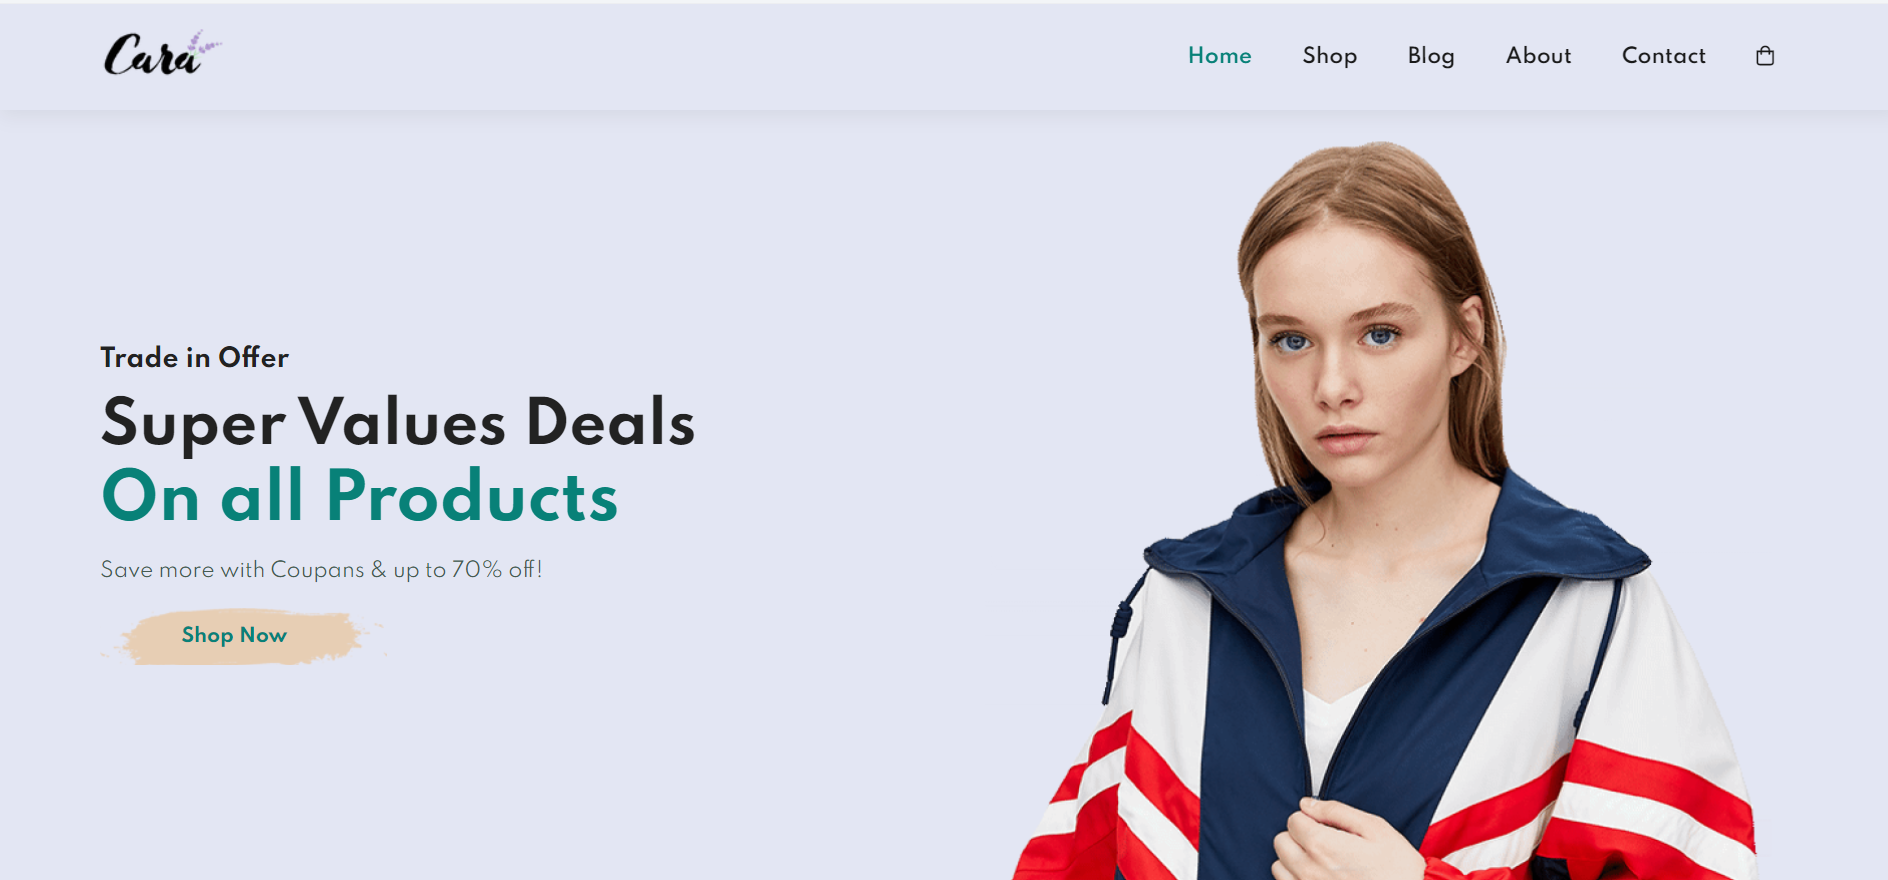 Cara
Home Shop Blog About Contact
Trade in Offer
Super Values Deals
On all Products
Save more with Coupans & up to 70% off!
Shop Now